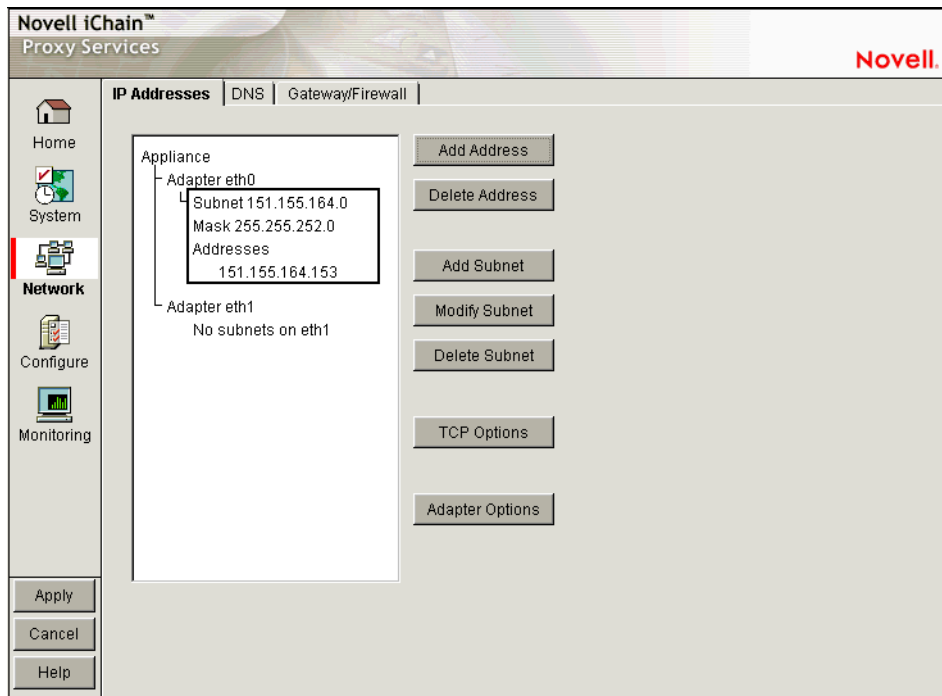 Novell iChain™
Proxy Services
Novell.
IP Addresses
DNS
Gateway/Firewall
Home
System
Network
Configure
Monitoring
Appliance
Adapter eth0
Subnet 151.155.164.0
Mask 255.255.252.0
Addresses
151.155.164.153
Adapter eth1
No subnets on eth1
Add Address
Delete Address
Add Subnet
Modify Subnet
Delete Subnet
TCP Options
Adapter Options
Apply
Cancel
Help